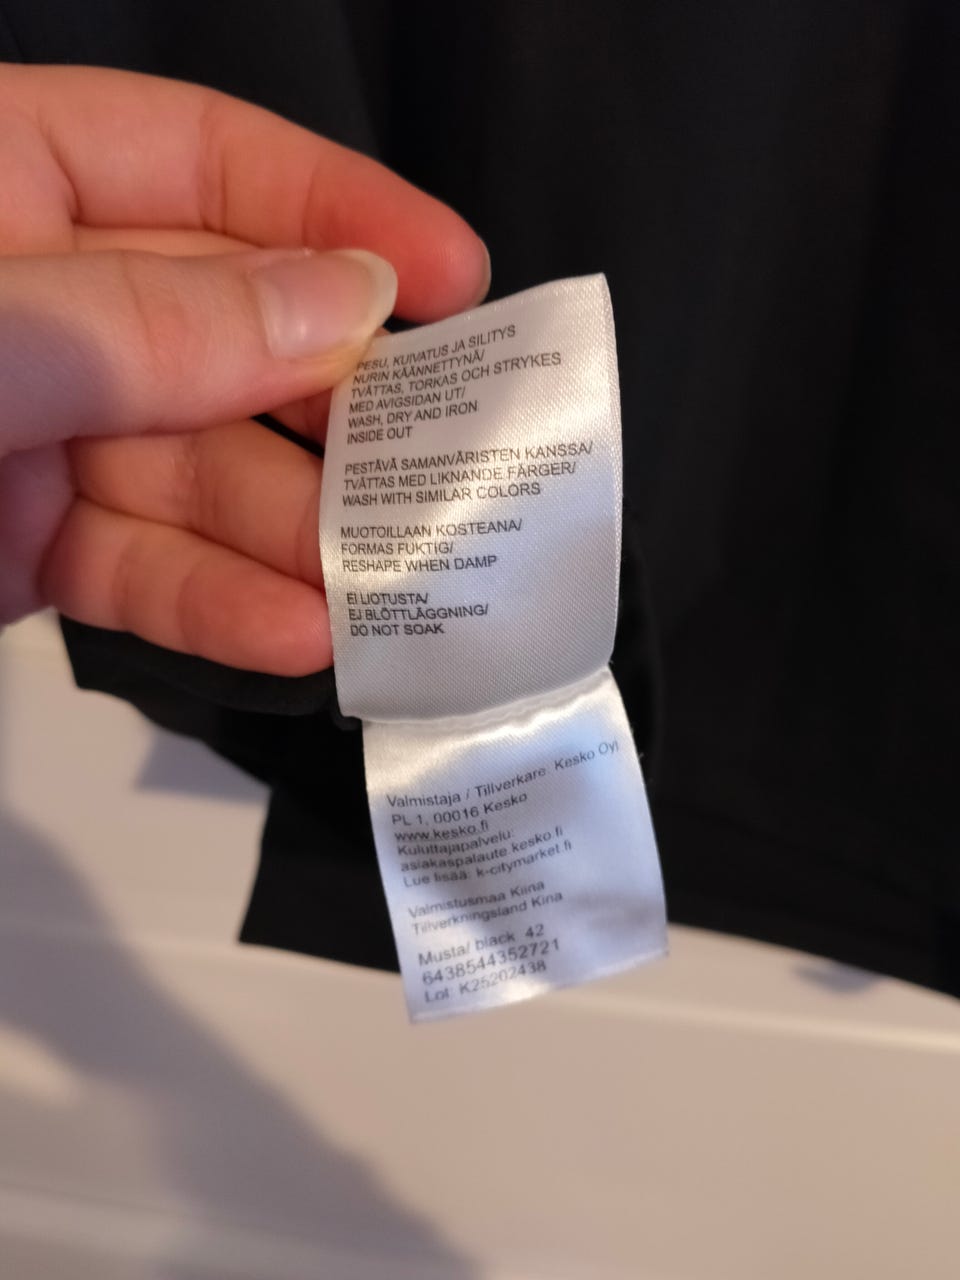 PESU, KUIVATUS JA SILITYS
NURIN KÄÄNNETTYNÄ/
TVÄTTAS, TORKAS OCH STRYKES
MED AVIGSIDAN UT/
WASH, DRY AND IRON
INSIDE OUT
PESTÄVÄ SAMANVÄRISTEN KANSSA/
TVÄTTAS MED LIKNANDE FÄRGER/
WASH WITH SIMILAR COLORS
MUOTOILLAAN KOSTEANA/
FORMAS FUKTIG/
RESHAPE WHEN DAMP
EI LIOTUSTA/
EJ BLÖTTLÄGGNING/
DO NOT SOAK
Valmistaja / Tillverkare: Kesko Oyj
PL 1, 00016 Kesko
www.kesko.fi
Kuluttajapalvelu:
asiakaspalaute.kesko.fi
Lue lisää: k-citymarket.fi
Valmistusmaa Kiina
Tillverkningsland Kina
Musta/ black 42
6438544352721
Lot: K25202438